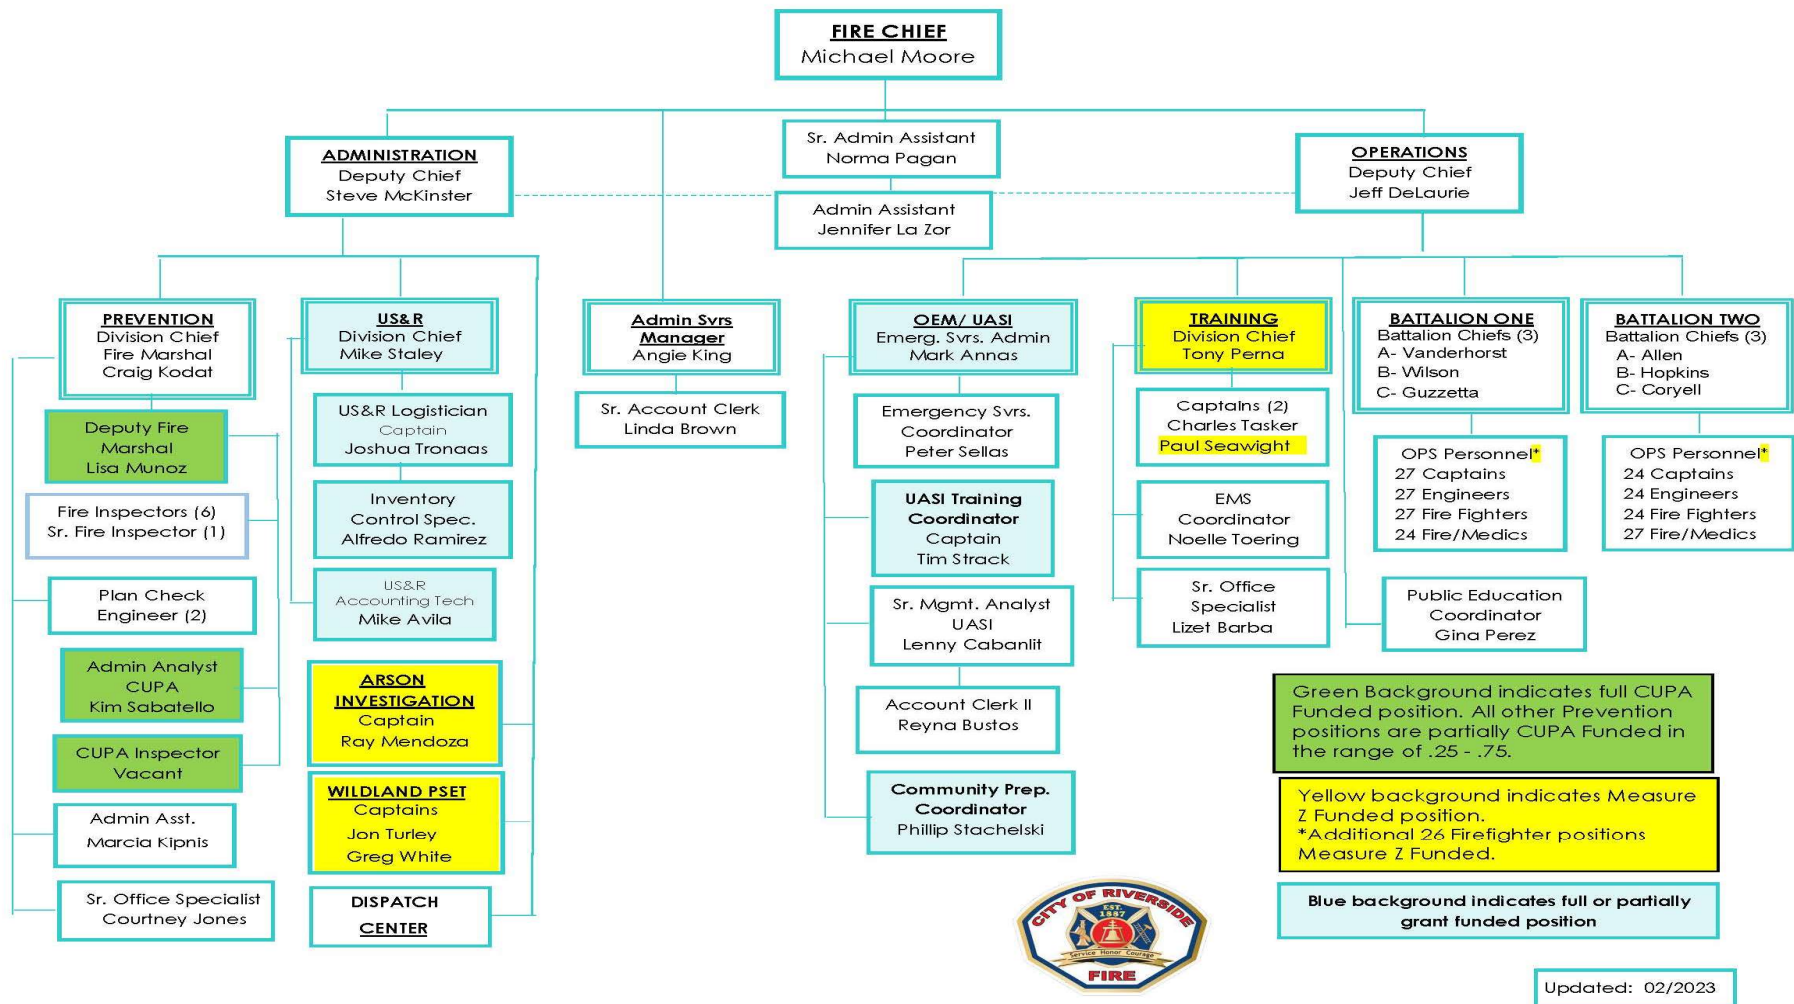 FIRE CHIEF
Michael Moore
Sr. Admin Assistant
Norma Pagan
Admin Assistant
Jennifer La Zor
ADMINISTRATION
Deputy Chief
Steve McKinster
OPERATIONS
Deputy Chief
Jeff DeLaurie
PREVENTION
Division Chief
Fire Marshal
Craig Kodat
Deputy Fire
Marshal
Lisa Munoz
Fire Inspectors (6)
Sr. Fire Inspector (1)
Plan Check
Engineer (2)
Admin Analyst
CUPA
Kim Sabatello
CUPA Inspector
Vacant
Admin Asst.
Marcia Kipnis
Sr. Office Specialist
Courtney Jones
US&R
Division Chief
Mike Staley
US&R Logistician
Captain
Joshua Tronaas
Inventory
Control Spec.
Alfredo Ramirez
US&R
Accounting Tech
Mike Avila
ARSON
INVESTIGATION
Captain
Ray Mendoza
WILDLAND PSET
Captains
Jon Turley
Greg White
DISPATCH
CENTER
Admin Svrs
Manager
Angie King
Sr. Account Clerk
Linda Brown
OEM/ UASI
Emerg. Svrs. Admin
Mark Annas
Emergency Svrs.
Coordinator
Peter Sellas
UASI Training
Coordinator
Captain
Tim Strack
Sr. Mgmt. Analyst
UASI
Lenny Cabanlit
Account Clerk II
Reyna Bustos
Community Prep.
Coordinator
Phillip Stachelski
TRAINING
Division Chief
Tony Perna
Captains (2)
Charles Tasker
Paul Seawight
EMS
Coordinator
Noelle Toering
Sr. Office
Specialist
Lizet Barba
BATTALION ONE
Battalion Chiefs (3)
A- Vanderhorst
B- Wilson
C- Guzzetta
OPS Personnel*
27 Captains
27 Engineers
27 Fire Fighters
24 Fire/Medics
BATTALION TWO
Battalion Chiefs (3)
A- Allen
B- Hopkins
C- Coryell
OPS Personnel*
24 Captains
24 Engineers
24 Fire Fighters
27 Fire/Medics
Public Education
Coordinator
Gina Perez
Green Background indicates full CUPA
Funded position. All other Prevention
positions are partially CUPA Funded in
the range of .25 - .75.
Yellow background indicates Measure
Z Funded position.
*Additional 26 Firefighter positions
Measure Z Funded.
Blue background indicates full or partially
grant funded position
CITY OF RIVERSIDE
EST.
1887
Service Honor Courage
FIRE
Updated: 02/2023